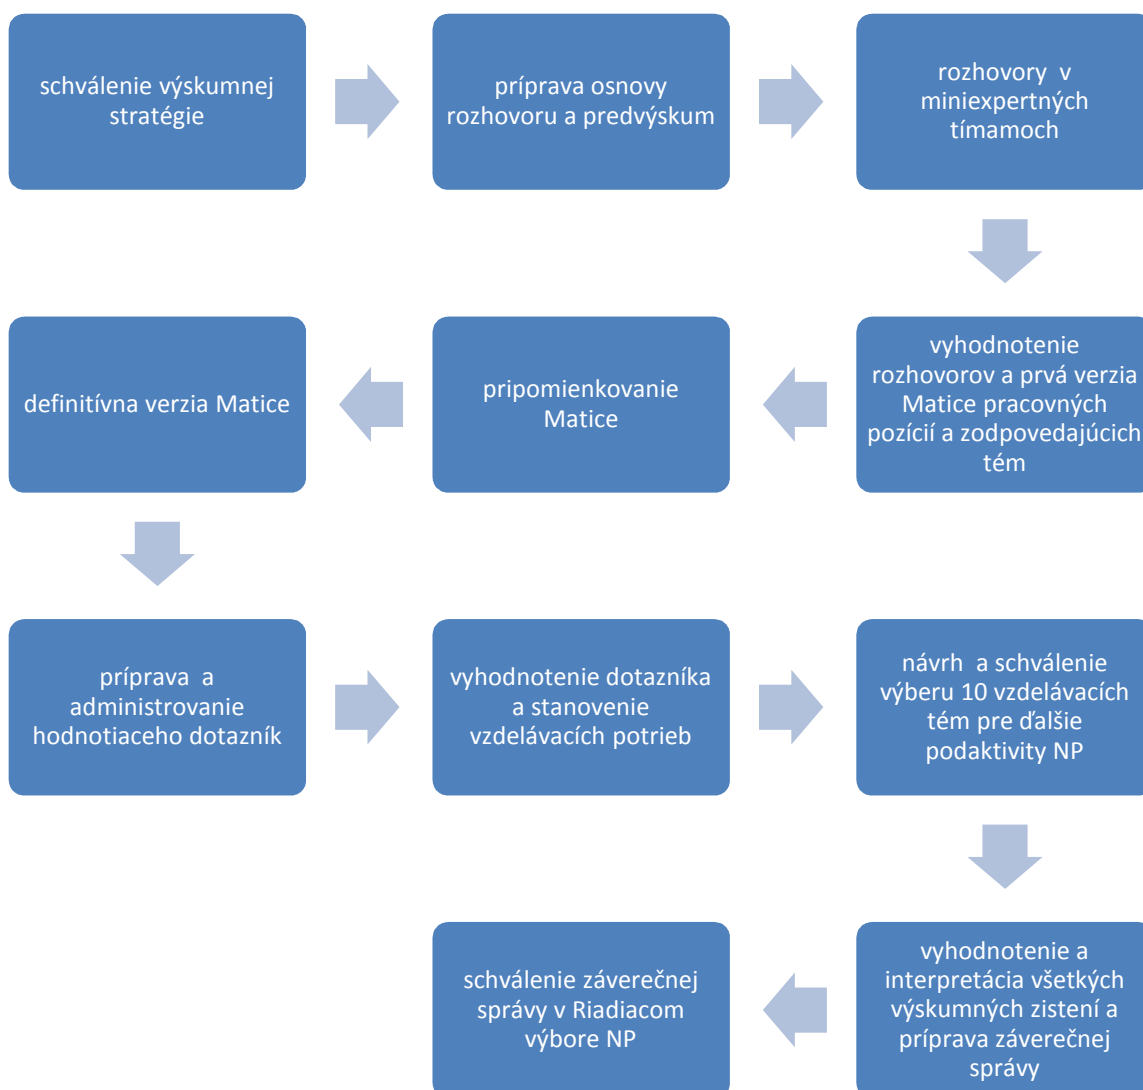 schválenie výskumnej
stratégie
príprava osnovy
rozhovoru a predvýskum
rozhovory  v
miniexpertných
tímamoch
vyhodnotenie
rozhovorov a prvá verzia
Matice pracovných
pozícií a zodpovedajúcich
tém
pripomienkovanie
Matice
definitívna verzia Matice
príprava  a
administrovanie
hodnotiaceho dotazník
vyhodnotenie dotazníka
a stanovenie
vzdelávacích potrieb
návrh  a schválenie
výberu 10 vzdelávacích
tém pre ďalšie
podaktivity NP
vyhodnotenie a
interpretácia všetkých
výskumných zistení a
príprava záverečnej
správy
schválenie záverečnej
správy v Riadiacom
výbore NP